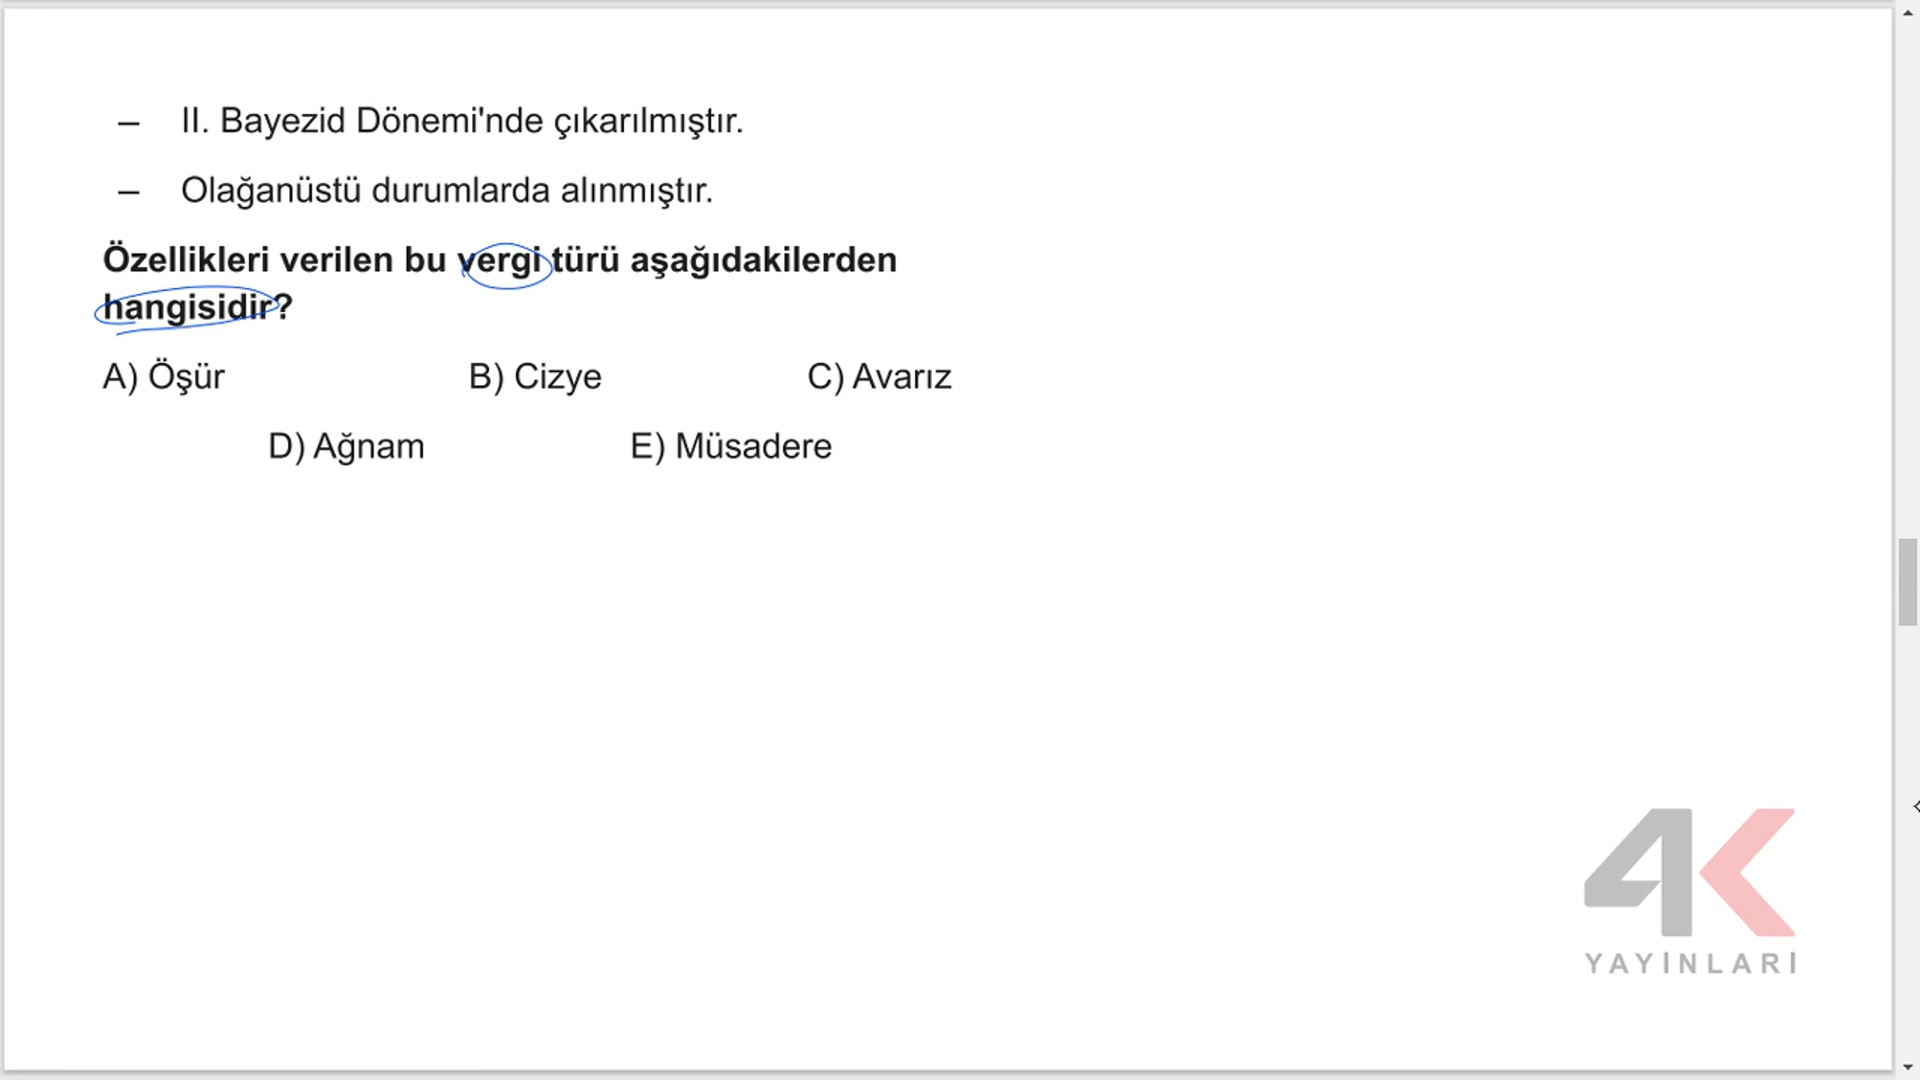 – II. Bayezid Dönemi'nde çıkarılmıştır.
– Olağanüstü durumlarda alınmıştır.
Özellikleri verilen bu vergi türü aşağıdakilerden
hangisidir?
A) Öşür B) Cizye C) Avarız
D) Ağnam E) Müsadere
4K
YAYINLARI